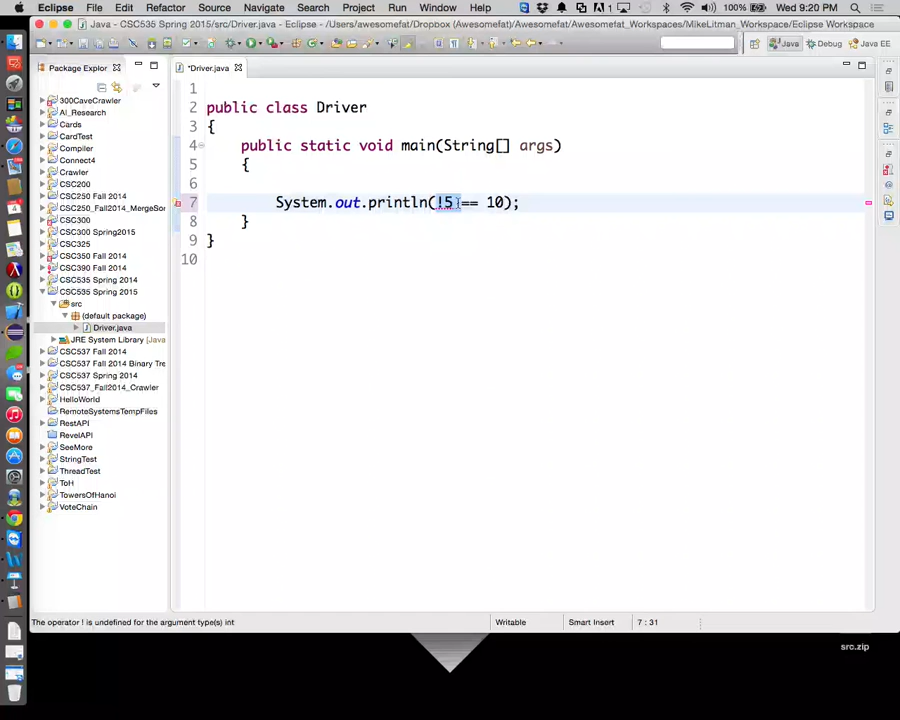 Eclipse File Edit Refactor Source Navigate Search Project Run Window Help 1 100% Wed 9:20 PM
Java - CSC535 Spring 2015/src/Driver.java - Eclipse - /Users/awesomefat/Dropbox (Awesomefat)/Awesomefat_Workspaces/MikeLitman_Workspace/Eclipse Workspace
Java Debug Java EE
Package Explor
*Driver.java
300CaveCrawler
AI_Research
Cards
CardTest
Compiler
Connect4
Crawler
CSC200
CSC250 Fall 2014
CSC250_Fall2014_MergeSor
CSC300
CSC300 Spring2015
CSC325
CSC350 Fall 2014
CSC390 Fall 2014
CSC535 Spring 2014
CSC535 Spring 2015
src
(default package)
Driver.java
JRE System Library [Java
CSC537 Fall 2014
CSC537 Fall 2014 Binary Tre
CSC537 Spring 2014
CSC537_Fall2014_Crawler
HelloWorld
RemoteSystemsTempFiles
RestAPI
RevelAPI
SeeMore
StringTest
ThreadTest
ToH
TowersOfHanoi
VoteChain
1
2 public class Driver
3 {
4 public static void main(String[] args)
5 {
6
7 System.out.println(!5 == 10);
8 }
9 }
10
The operator ! is undefined for the argument type(s) int
Writable
Smart Insert
7 : 31
src.zip